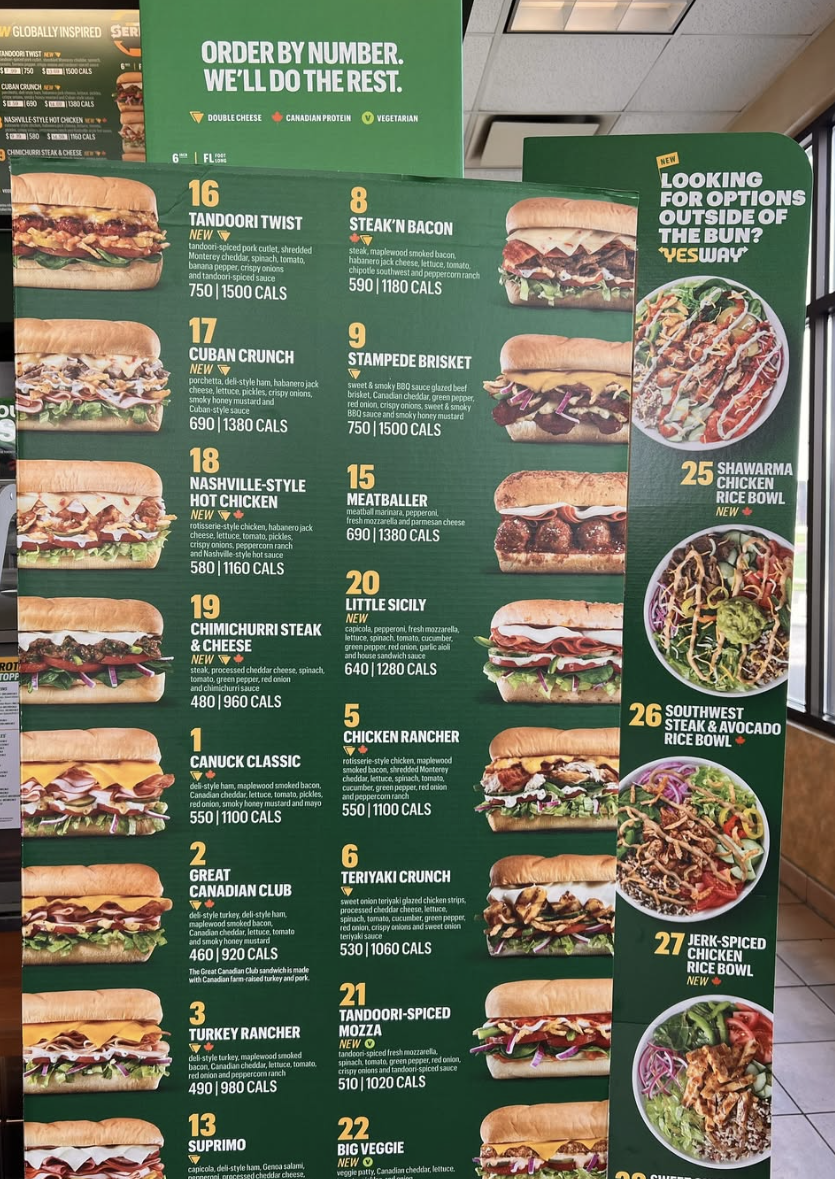 GLOBALLY INSPIRED
TANDOORI TWIST NEW
750 1500 CALS
CUBAN CRUNCH NEW
690 1380 CALS
NASHVILLE-STYLE HOT CHICKEN
580 1160 CALS
CHIMICHURRI STEAK & CHEESE
ORDER BY NUMBER.
WE'LL DO THE REST.
DOUBLE CHEESE CANADIAN PROTEIN V VEGETARIAN
6 INCH | FL FOOT LONG
16
TANDOORI TWIST
NEW
tandoori-spiced pork cutlet, shredded
Monterey cheddar, spinach, tomato,
banana pepper, crispy onions
and tandoori-spiced sauce
750 | 1500 CALS
17
CUBAN CRUNCH
NEW
porchetta, deli-style ham, habanero jack
cheese, lettuce, pickles, crispy onions,
smoky honey mustard and
Cuban-style sauce
690 | 1380 CALS
18
NASHVILLE-STYLE
HOT CHICKEN
NEW
rotisserie-style chicken, habanero jack
cheese, lettuce, tomato, pickles,
crispy onions, peppercorn ranch
and Nashville-style hot sauce
580 | 1160 CALS
19
CHIMICHURRI STEAK
& CHEESE
NEW
steak, processed cheddar cheese, spinach,
tomato, green pepper, red onion
and chimichurri sauce
480 | 960 CALS
1
CANUCK CLASSIC
deli-style ham, maplewood smoked bacon,
Canadian cheddar, lettuce, tomato, pickles,
red onion, smoky honey mustard and mayo
550 | 1100 CALS
2
GREAT
CANADIAN CLUB
deli-style turkey, deli-style ham,
maplewood smoked bacon,
Canadian cheddar, lettuce, tomato
and smoky honey mustard
460 | 920 CALS
The Great Canadian Club sandwich is made
with Canadian farm-raised turkey and pork.
3
TURKEY RANCHER
deli-style turkey, maplewood smoked
bacon, Canadian cheddar, lettuce, tomato,
red onion and peppercorn ranch
490 | 980 CALS
13
SUPRIMO
capicola, deli-style ham, Genoa salami,
pepperoni, processed cheddar cheese,
8
STEAK'N BACON
steak, maplewood smoked bacon,
habanero jack cheese, lettuce, tomato,
chipotle southwest and peppercorn ranch
590 | 1180 CALS
9
STAMPEDE BRISKET
sweet & smoky BBQ sauce glazed beef
brisket, Canadian cheddar, green pepper,
red onion, crispy onions, sweet & smoky
BBQ sauce and smoky honey mustard
750 | 1500 CALS
15
MEATBALLER
meatball marinara, pepperoni,
fresh mozzarella and parmesan cheese
690 | 1380 CALS
20
LITTLE SICILY
NEW
capicola, pepperoni, fresh mozzarella,
lettuce, spinach, tomato, cucumber,
green pepper, red onion, garlic aioli
and house sandwich sauce
640 | 1280 CALS
5
CHICKEN RANCHER
rotisserie-style chicken, maplewood
smoked bacon, shredded Monterey
cheddar, lettuce, spinach, tomato,
cucumber, green pepper, red onion
and peppercorn ranch
550 | 1100 CALS
6
TERIYAKI CRUNCH
sweet onion teriyaki glazed chicken strips,
processed cheddar cheese, lettuce,
spinach, tomato, cucumber, green pepper,
red onion, crispy onions and sweet onion
teriyaki sauce
530 | 1060 CALS
21
TANDOORI-SPICED
MOZZA
NEW V
tandoori-spiced fresh mozzarella,
spinach, tomato, green pepper, red onion,
crispy onions and tandoori-spiced sauce
510 | 1020 CALS
22
BIG VEGGIE
NEW V
veggie patty, Canadian cheddar, lettuce,
NEW
LOOKING
FOR OPTIONS
OUTSIDE OF
THE BUN?
YESWAY
25 SHAWARMA
CHICKEN
RICE BOWL
NEW
26 SOUTHWEST
STEAK & AVOCADO
RICE BOWL
27 JERK-SPICED
CHICKEN
RICE BOWL
NEW